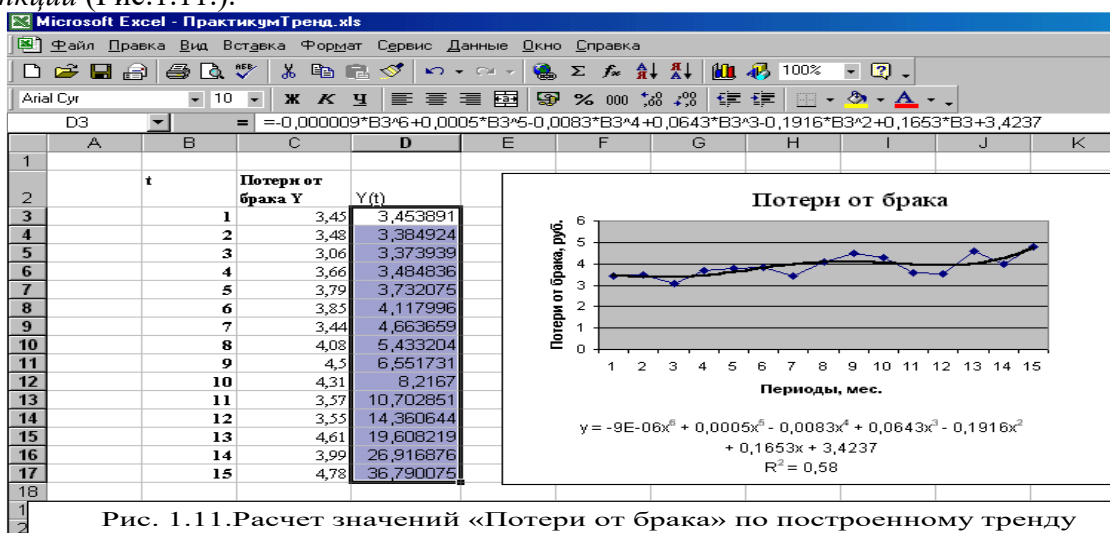 нкции (Рис.1.11.).
Microsoft Excel - ПрактикумТренд.xls
Файл Правка Вид Вставка Формат Сервис Данные Окно Справка
100%
Arial Cyr 10 Ж К Ч % 000
D3 = =-0,000009*B3^6+0,0005*B3^5-0,0083*B3^4+0,0643*B3^3-0,1916*B3^2+0,1653*B3+3,4237
A B C D E F G H I J K
1
2 t Потери от брака Y Y(t)
3 1 3,45 3,453891
4 2 3,48 3,384924
5 3 3,06 3,373939
6 4 3,66 3,484836
7 5 3,79 3,732075
8 6 3,85 4,117996
9 7 3,44 4,663659
10 8 4,08 5,433204
11 9 4,5 6,551731
12 10 4,31 8,2167
13 11 3,57 10,702851
14 12 3,55 14,360644
15 13 4,61 19,608219
16 14 3,99 26,916876
17 15 4,78 36,790075
18
Потери от брака
Потери от брака, руб.
6
5
4
3
2
1
0
1 2 3 4 5 6 7 8 9 10 11 12 13 14 15
Периоды, мес.
y = -9E-06x⁶ + 0,0005x⁵ - 0,0083x⁴ + 0,0643x³ - 0,1916x²
+ 0,1653x + 3,4237
R² = 0,58
Рис. 1.11.Расчет значений «Потери от брака» по построенному тренду